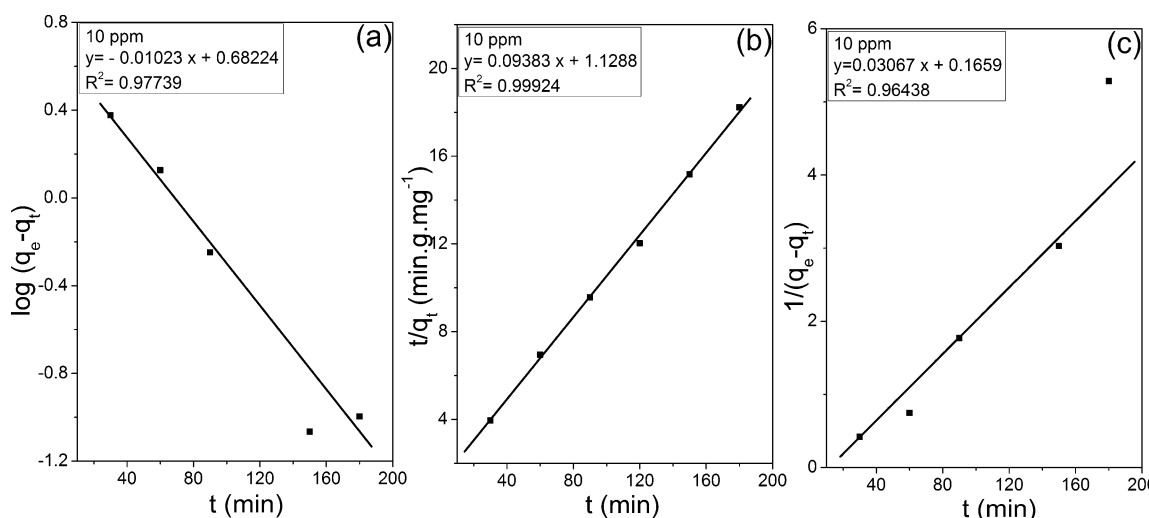 (a)
10 ppm
y= - 0.01023 x + 0.68224
R²= 0.97739
0.8
0.4
0.0
-0.4
-0.8
-1.2
log (qₑ-qₜ)
40 80 120 160 200
t (min)
(b)
10 ppm
y= 0.09383 x + 1.1288
R²= 0.99924
20
16
12
8
4
t/qₜ (min.g.mg⁻¹)
40 80 120 160 200
t (min)
(c)
10 ppm
y=0.03067 x + 0.1659
R²= 0.96438
6
4
2
0
1/(qₑ-qₜ)
40 80 120 160 200
t (min)